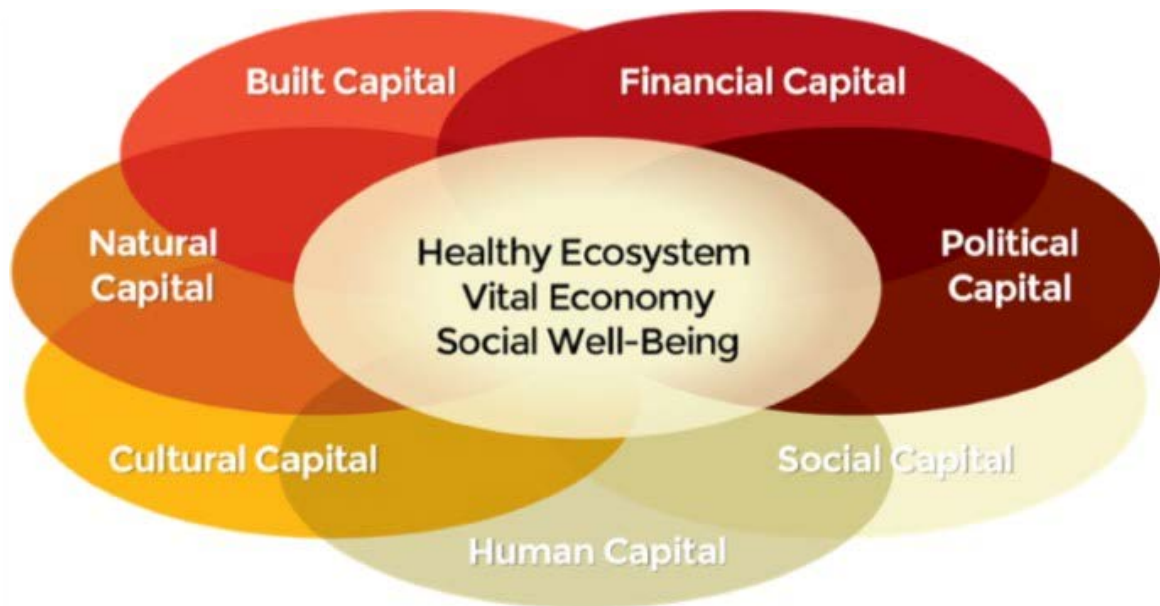 Built Capital
Financial Capital
Natural
Capital
Healthy Ecosystem
Vital Economy
Social Well-Being
Political
Capital
Cultural Capital
Social Capital
Human Capital